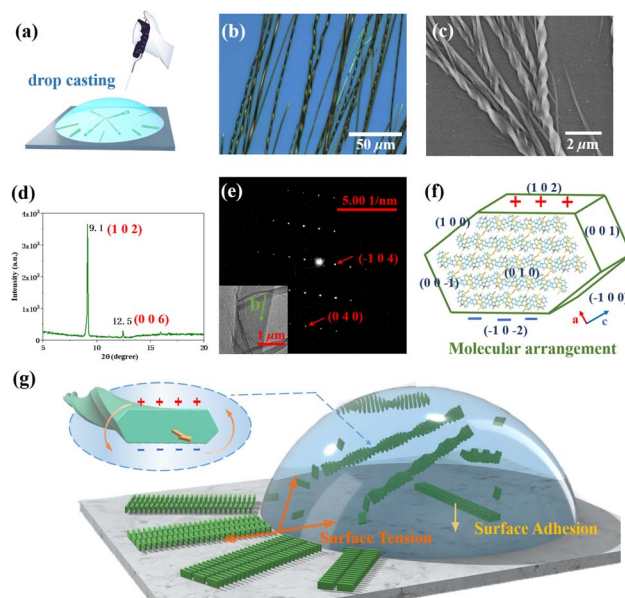 (a)
drop casting
(b)
50 μm
(c)
2 μm
(d)
Intensity (a.u.)
4x10³
3x10³
2x10³
1x10³
0
9.1
(1 0 2)
12.5
(0 0 6)
5
10
15
20
2Θ (degree)
(e)
5.00 1/nm
(-1 0 4)
(0 4 0)
b
1 μm
(f)
(1 0 2)
+ + +
(1 0 0)
(0 0 1)
(0 1 0)
(0 0 -1)
(-1 0 0)
(-1 0 -2)
a
c
Molecular arrangement
(g)
+ + + +
Surface Tension
Surface Adhesion